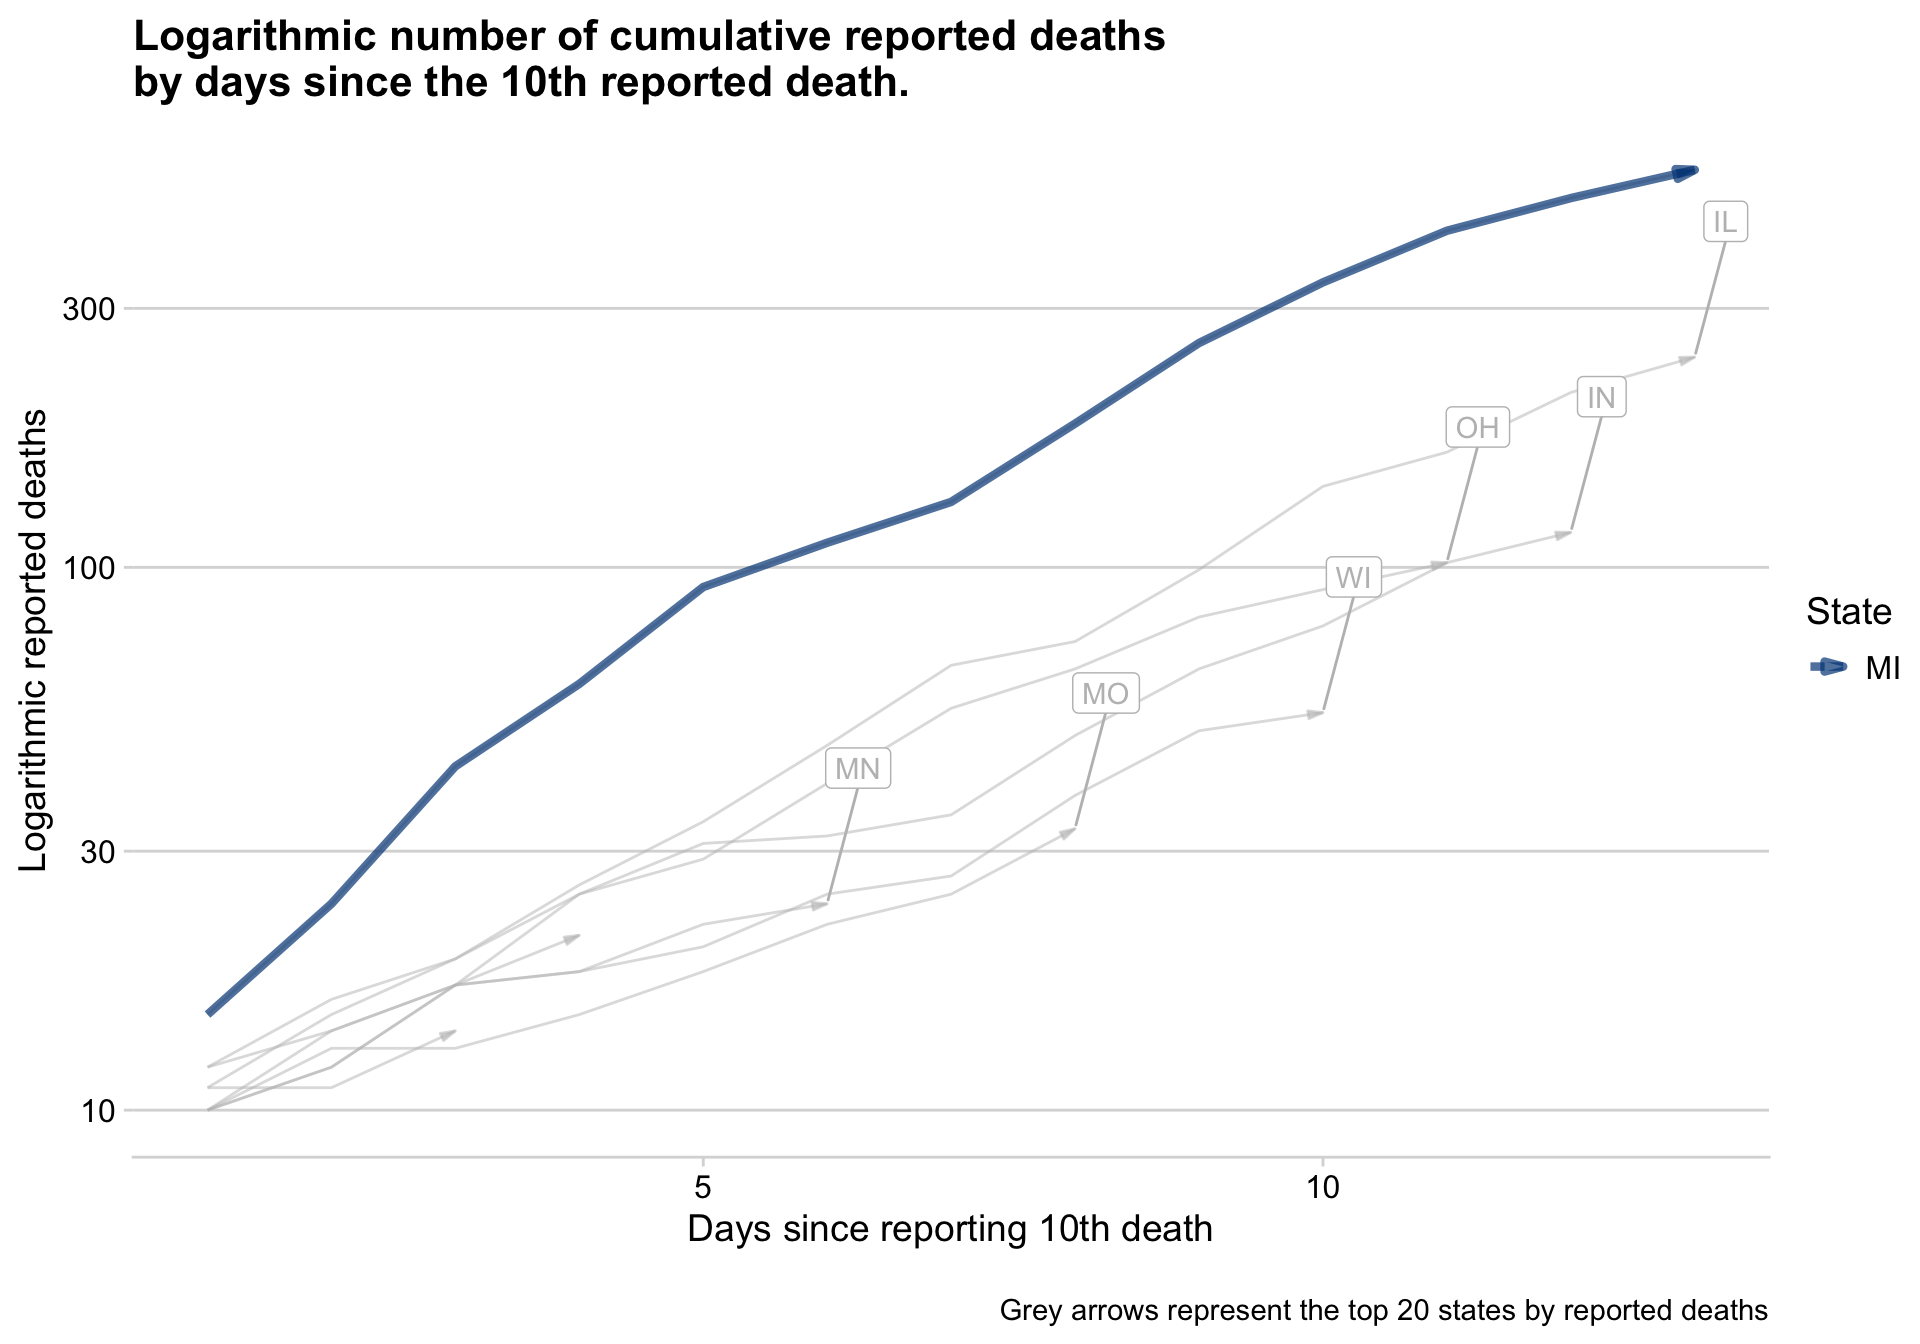 Logarithmic number of cumulative reported deaths
by days since the 10th reported death.
Logarithmic reported deaths
300
100
30
10
IL
IN
OH
WI
MO
MN
State
MI
5
10
Days since reporting 10th death
Grey arrows represent the top 20 states by reported deaths